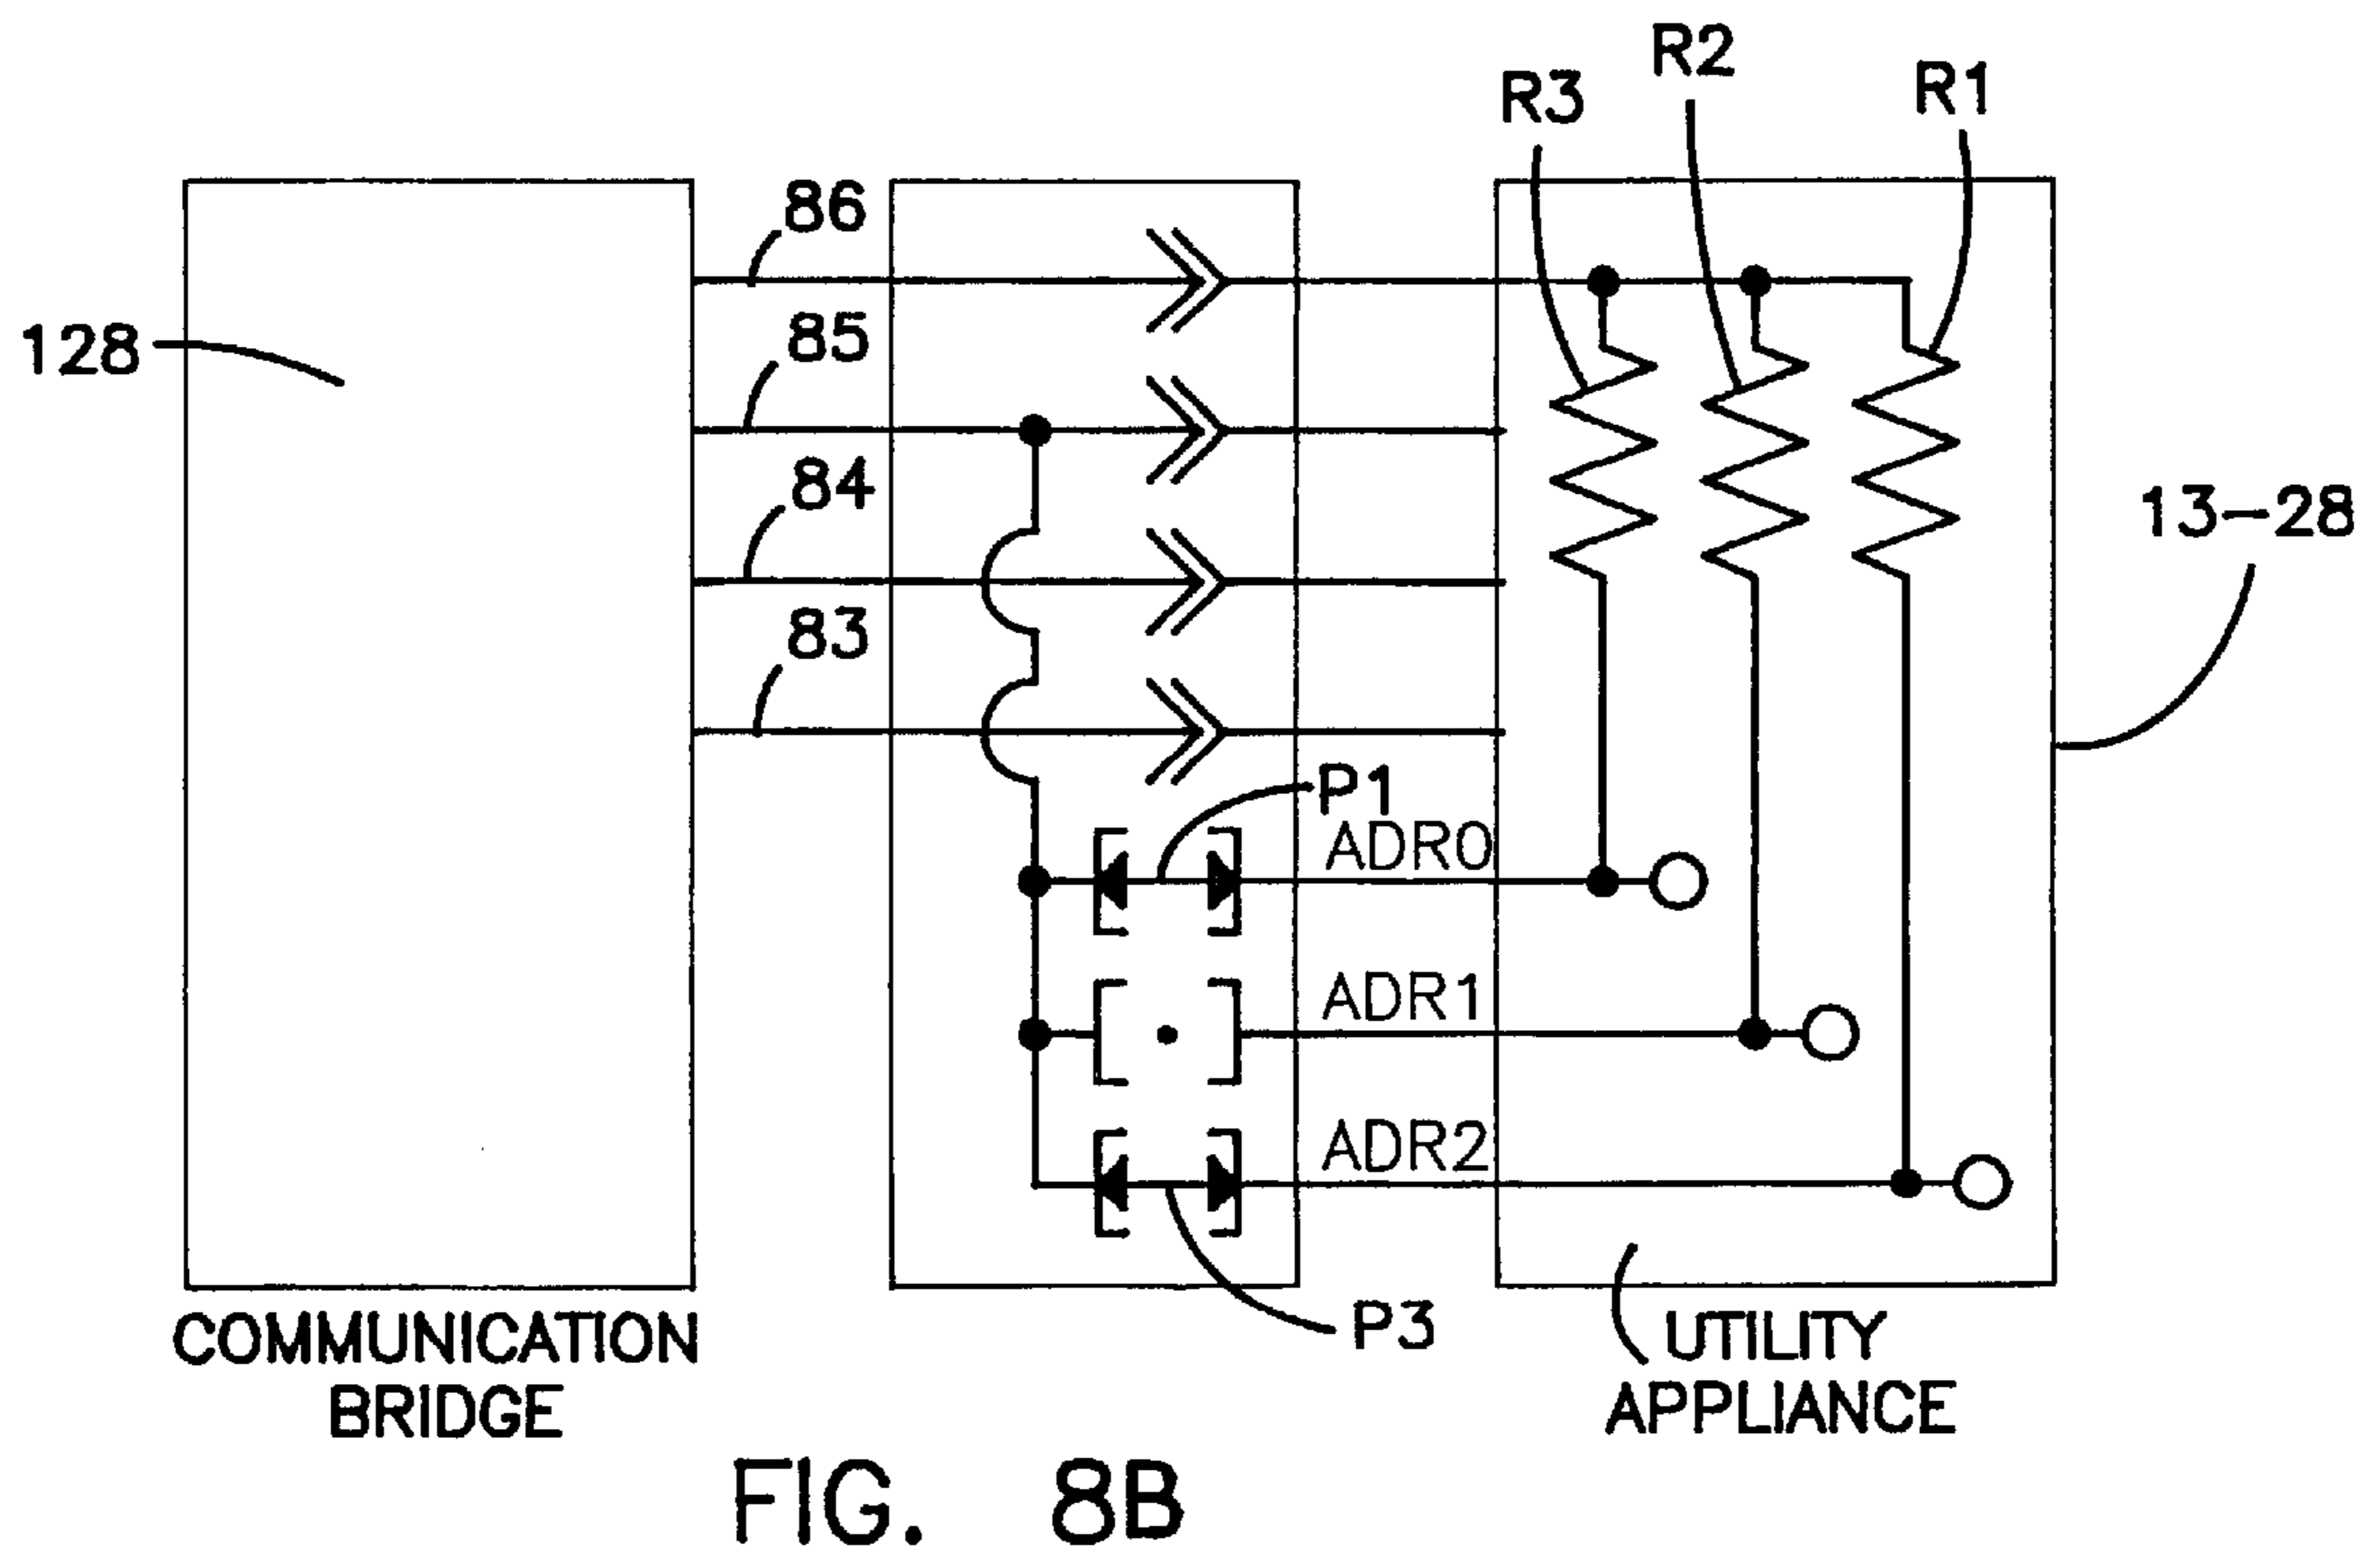 R2
R1
R3
86
85
128
84
13-28
83
P1
ADR0
ADR1
ADR2
P3
COMMUNICATION
BRIDGE
UTILITY
APPLIANCE
FIG. 8B